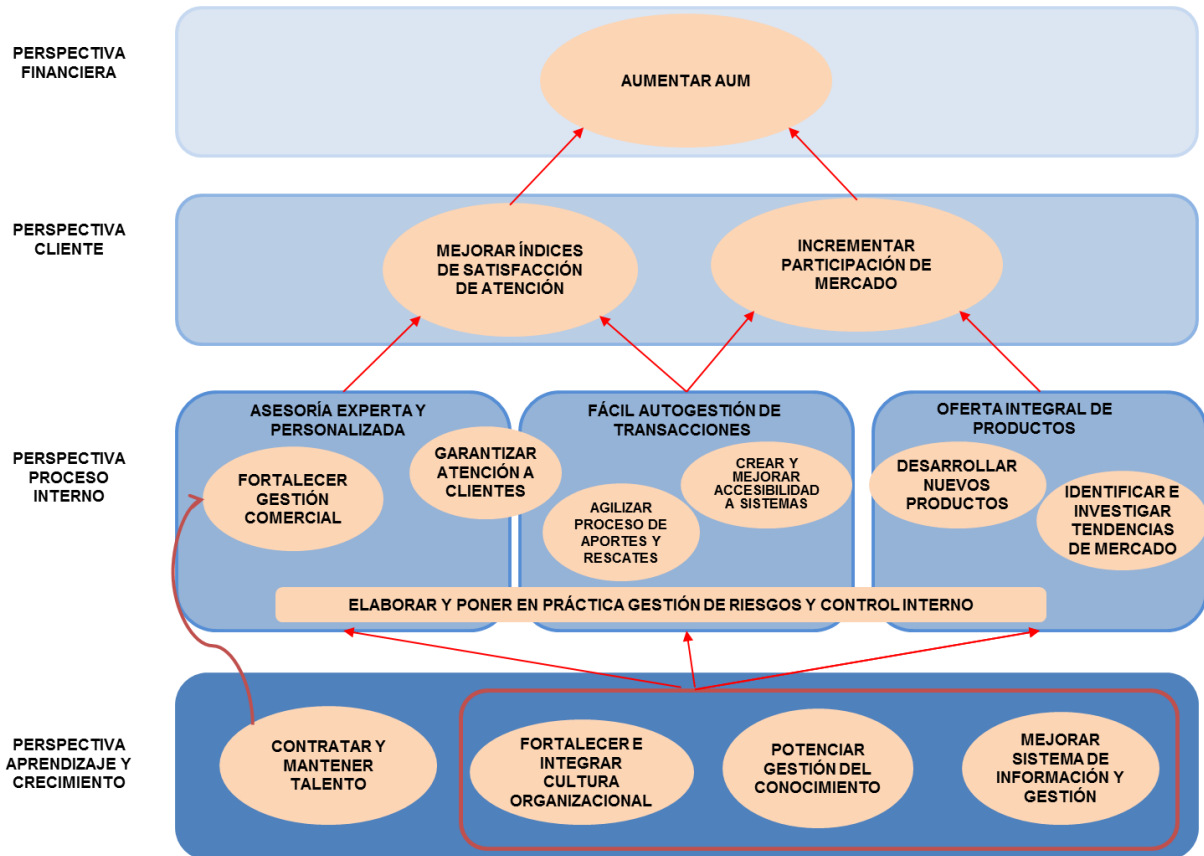 PERSPECTIVA
FINANCIERA
AUMENTAR AUM
PERSPECTIVA
CLIENTE
MEJORAR ÍNDICES
DE SATISFACCIÓN
DE ATENCIÓN
INCREMENTAR
PARTICIPACIÓN DE
MERCADO
PERSPECTIVA
PROCESO
INTERNO
ASESORÍA EXPERTA Y
PERSONALIZADA
FORTALECER
GESTIÓN
COMERCIAL
GARANTIZAR
ATENCIÓN A
CLIENTES
FÁCIL AUTOGESTIÓN DE
TRANSACCIONES
AGILIZAR
PROCESO DE
APORTES Y
RESCATES
CREAR Y
MEJORAR
ACCESIBILIDAD
A SISTEMAS
OFERTA INTEGRAL DE
PRODUCTOS
DESARROLLAR
NUEVOS
PRODUCTOS
IDENTIFICAR E
INVESTIGAR
TENDENCIAS
DE MERCADO
ELABORAR Y PONER EN PRÁCTICA GESTIÓN DE RIESGOS Y CONTROL INTERNO
PERSPECTIVA
APRENDIZAJE Y
CRECIMIENTO
CONTRATAR Y
MANTENER
TALENTO
FORTALECER E
INTEGRAR
CULTURA
ORGANIZACIONAL
POTENCIAR
GESTIÓN DEL
CONOCIMIENTO
MEJORAR
SISTEMA DE
INFORMACIÓN Y
GESTIÓN